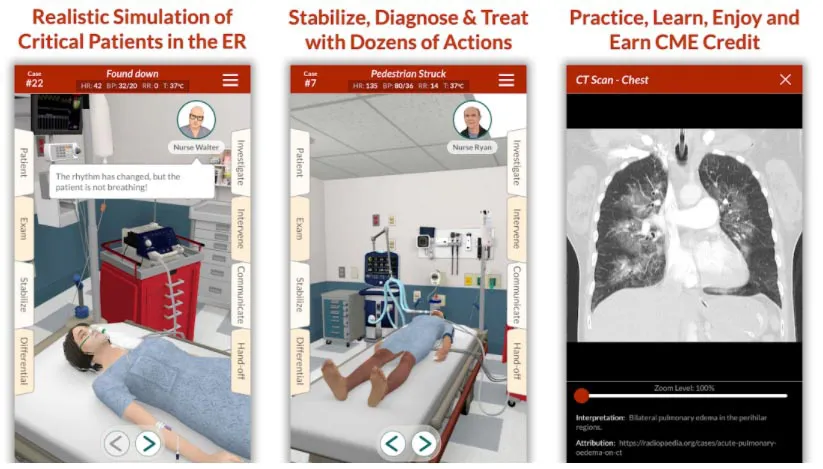 Realistic Simulation of
Critical Patients in the ER
Case
#22
Found down
HR: 42 BP: 32/20 RR: 0 T: 37°C
Nurse Walter
The rhythm has changed, but the
patient is not breathing!
Patient
Exam
Stabilize
Differential
Investigate
Intervene
Communicate
Hand-off
Stabilize, Diagnose & Treat
with Dozens of Actions
Case
#7
Pedestrian Struck
HR: 135 BP: 80/36 RR: 14 T: 37°C
Nurse Ryan
Patient
Exam
Stabilize
Differential
Investigate
Intervene
Communicate
Hand-off
Practice, Learn, Enjoy and
Earn CME Credit
CT Scan - Chest
Zoom Level: 100%
Interpretation: Bilateral pulmonary edema in the perihilar
regions.
Attribution: https://radiopaedia.org/cases/acute-pulmonary-
oedema-on-ct